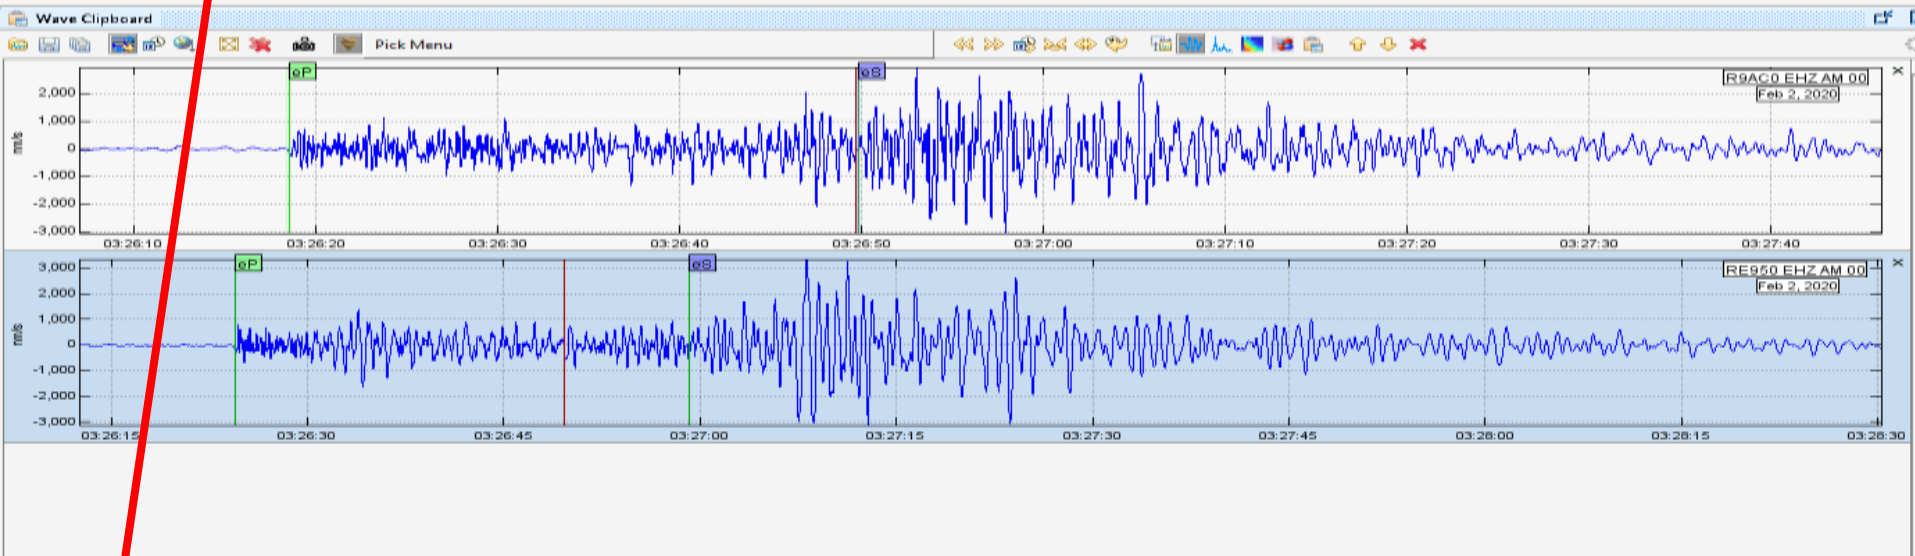 Wave Clipboard
Pick Menu
eP
eS
R9AC0 EHZ AM 00
Feb 2, 2020
2,000
1,000
0
-1,000
-2,000
-3,000
nm/s
03:26:10 03:26:20 03:26:30 03:26:40 03:26:50 03:27:00 03:27:10 03:27:20 03:27:30 03:27:40
eP
eS
RE950 EHZ AM 00
Feb 2, 2020
3,000
2,000
1,000
0
-1,000
-2,000
-3,000
nm/s
03:26:15 03:26:30 03:26:45 03:27:00 03:27:15 03:27:30 03:27:45 03:28:00 03:28:15 03:28:30